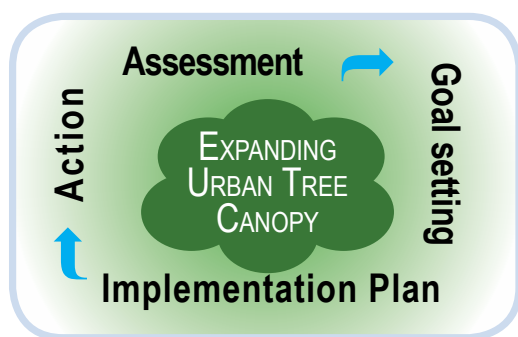 Assessment
Goal setting
Implementation Plan
Action
EXPANDING
URBAN TREE
CANOPY